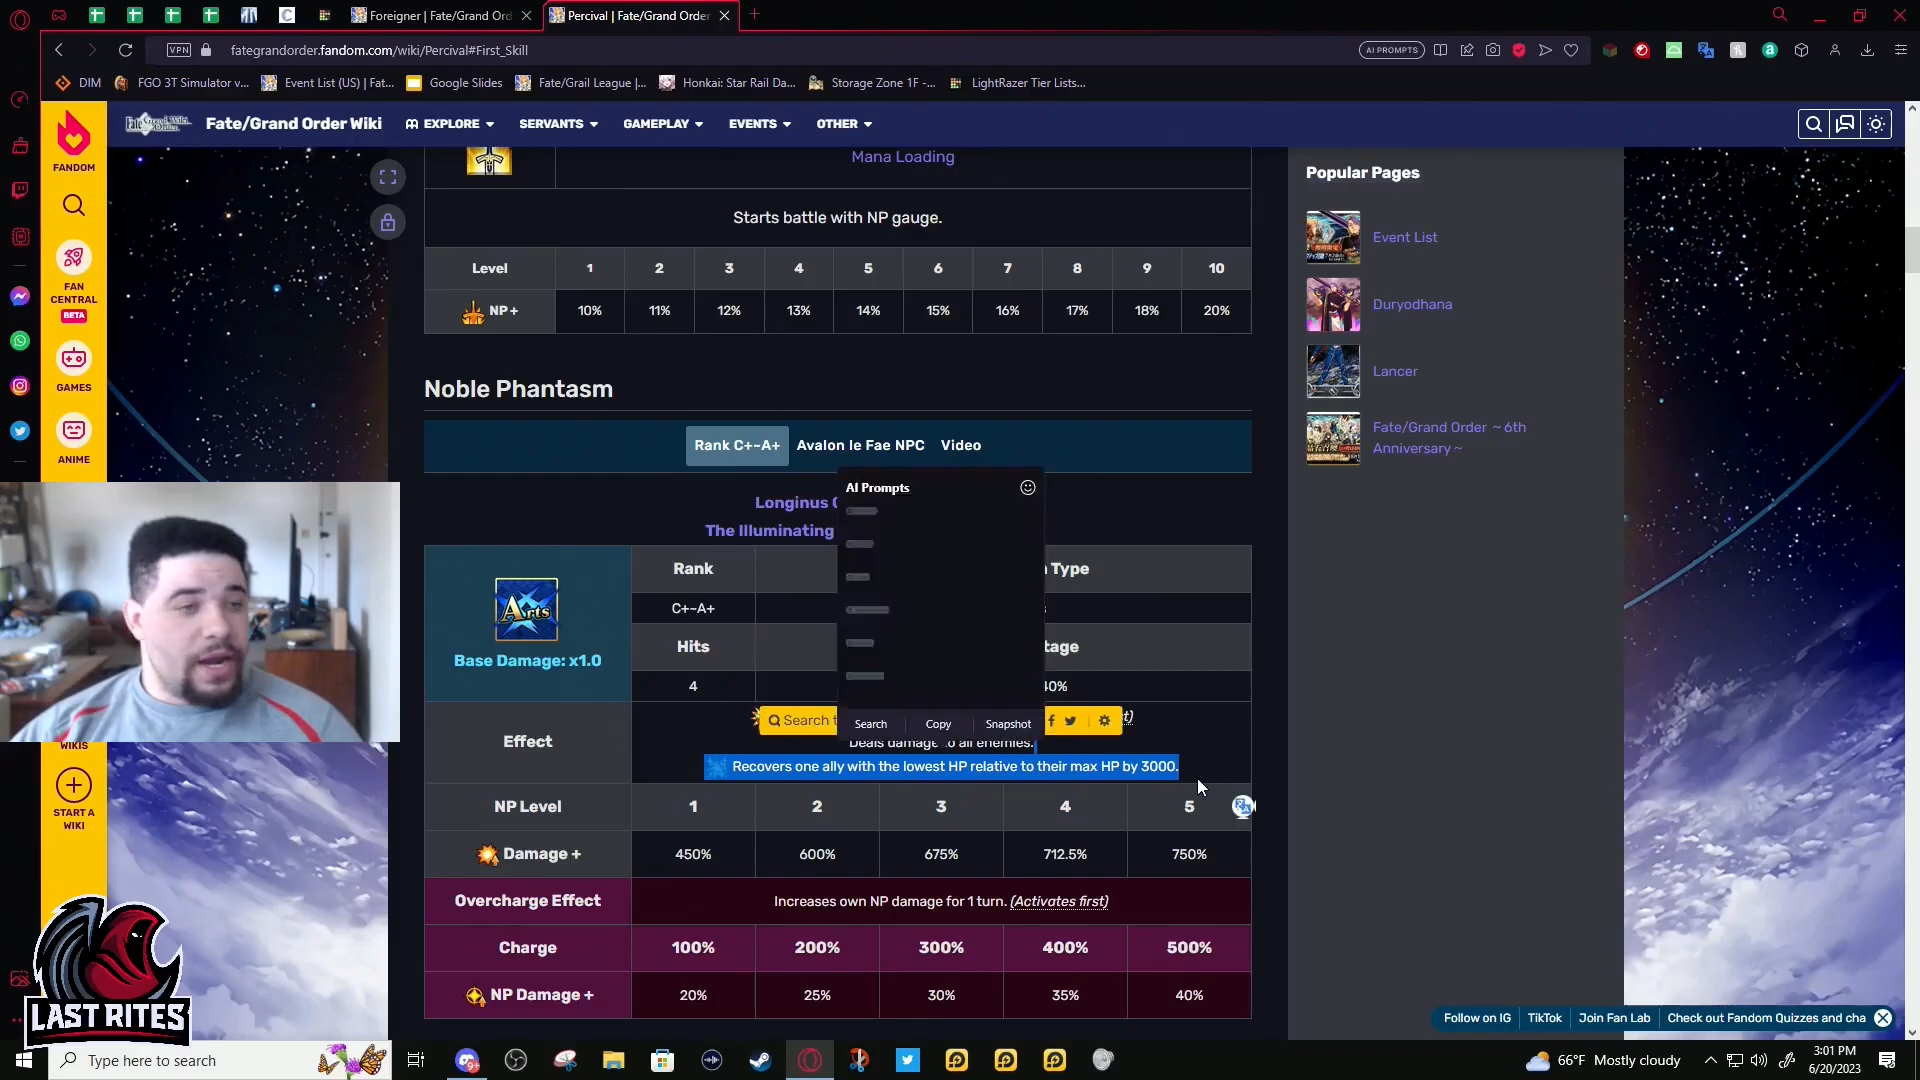 Foreigner | Fate/Grand Ord
Percival | Fate/Grand Order
VPN
fategrandorder.fandom.com/wiki/Percival#First_Skill
AI PROMPTS
DIM
FGO 3T Simulator v...
Event List (US) | Fat...
Google Slides
Fate/Grail League |...
Honkai: Star Rail Da...
Storage Zone 1F -...
LightRazer Tier Lists...
Fate/Grand Order Wiki
EXPLORE
SERVANTS
GAMEPLAY
EVENTS
OTHER
FANDOM
FAN CENTRAL
BETA
GAMES
ANIME
WIKIS
START A WIKI
Mana Loading
Starts battle with NP gauge.
Level 1 2 3 4 5 6 7 8 9 10
NP + 10% 11% 12% 13% 14% 15% 16% 17% 18% 20%
Noble Phantasm
Rank C+~A+ Avalon le Fae NPC Video
Longinus
The Illuminating
AI Prompts
Arts
Base Damage: x1.0
Rank
Type
C+~A+
Hits
4
Search
Copy
Snapshot
Effect
Deals damage to all enemies.
Recovers one ally with the lowest HP relative to their max HP by 3000.
NP Level 1 2 3 4 5
Damage + 450% 600% 675% 712.5% 750%
Overcharge Effect Increases own NP damage for 1 turn. (Activates first)
Charge 100% 200% 300% 400% 500%
NP Damage + 20% 25% 30% 35% 40%
Popular Pages
Event List
Duryodhana
Lancer
Fate/Grand Order ~6th
Anniversary~
LAST RITES
Follow on IG
TikTok
Join Fan Lab
Check out Fandom Quizzes and cha
Type here to search
66°F Mostly cloudy
3:01 PM
6/20/2023